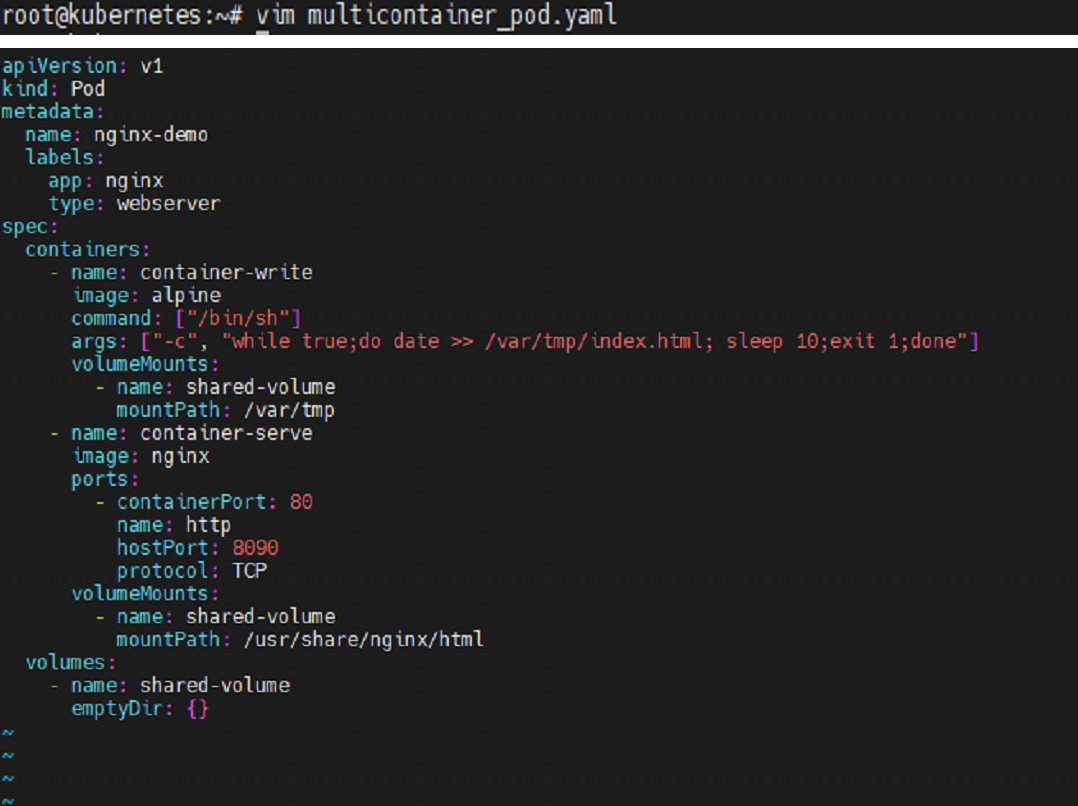 root@kubernetes:~# vim multicontainer_pod.yaml
apiVersion: v1
kind: Pod
metadata:
  name: nginx-demo
  labels:
    app: nginx
    type: webserver
spec:
  containers:
    - name: container-write
      image: alpine
      command: ["/bin/sh"]
      args: ["-c", "while true;do date >> /var/tmp/index.html; sleep 10;exit 1;done"]
      volumeMounts:
        - name: shared-volume
          mountPath: /var/tmp
    - name: container-serve
      image: nginx
      ports:
        - containerPort: 80
          name: http
          hostPort: 8090
          protocol: TCP
      volumeMounts:
        - name: shared-volume
          mountPath: /usr/share/nginx/html
  volumes:
    - name: shared-volume
      emptyDir: {}
~
~
~
~